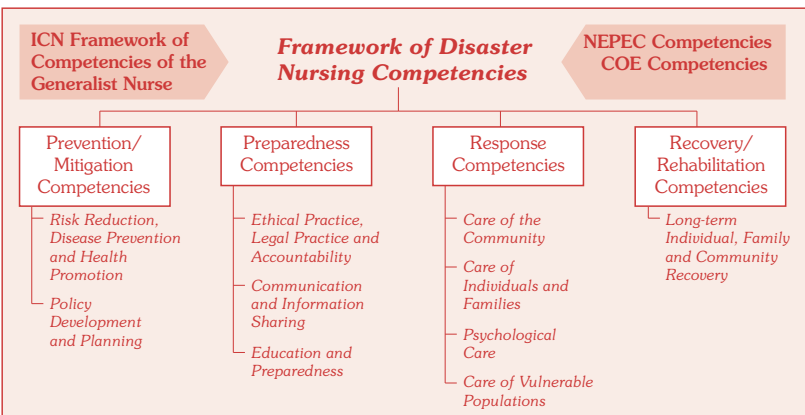 ICN Framework of
Competencies of the
Generalist Nurse
Framework of Disaster
Nursing Competencies
NEPEC Competencies
COE Competencies
Prevention/
Mitigation
Competencies
Risk Reduction,
Disease Prevention
and Health
Promotion
Policy
Development
and Planning
Preparedness
Competencies
Ethical Practice,
Legal Practice and
Accountability
Communication
and Information
Sharing
Education and
Preparedness
Response
Competencies
Care of the
Community
Care of
Individuals and
Families
Psychological
Care
Care of Vulnerable
Populations
Recovery/
Rehabilitation
Competencies
Long-term
Individual, Family
and Community
Recovery